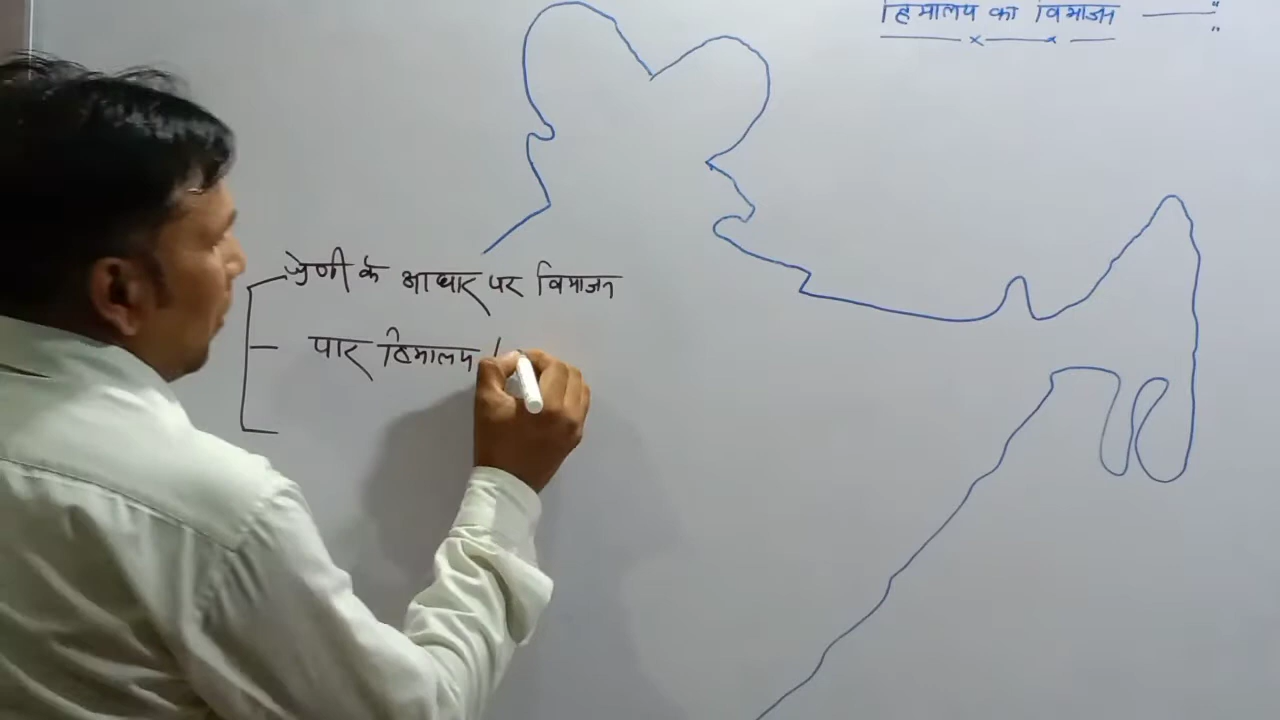 हिमालय का विभाजन
श्रेणी के आधार पर विभाजन
पार हिमालय